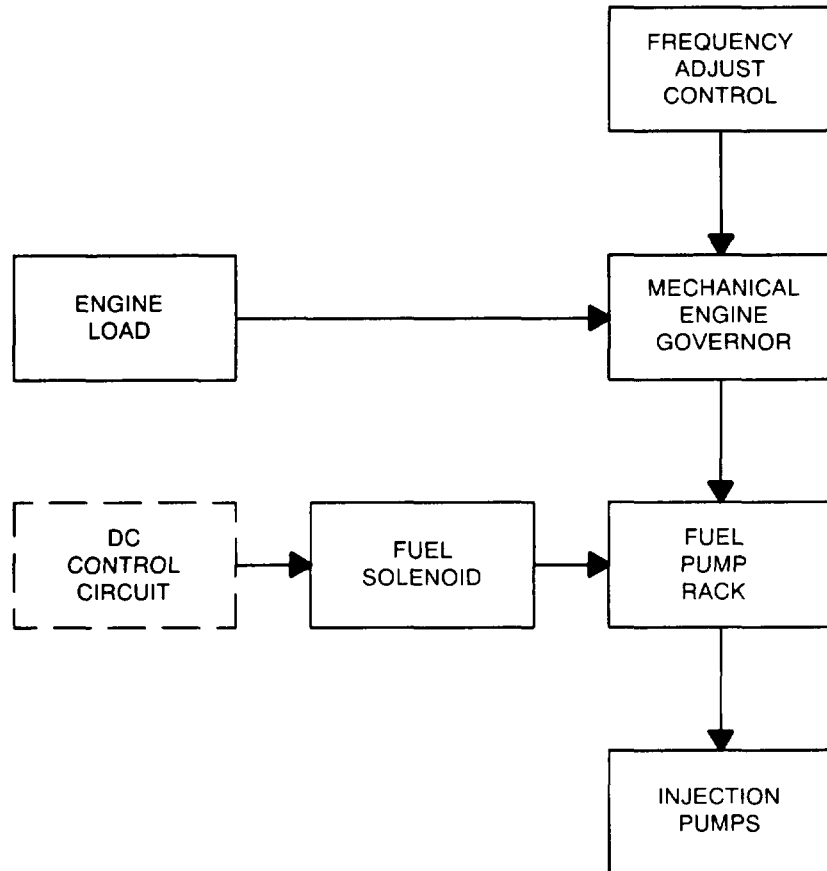 FREQUENCY
ADJUST
CONTROL
ENGINE
LOAD
MECHANICAL
ENGINE
GOVERNOR
DC
CONTROL
CIRCUIT
FUEL
SOLENOID
FUEL
PUMP
RACK
INJECTION
PUMPS